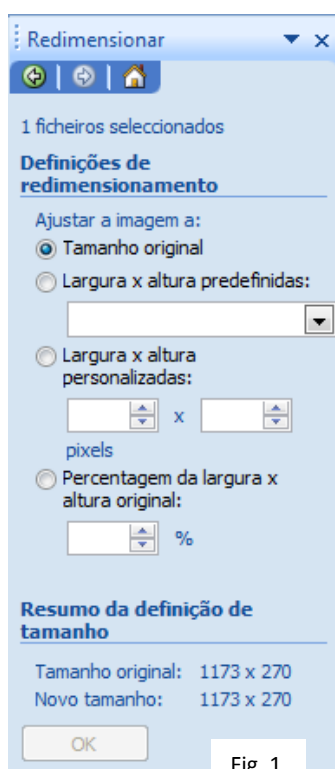 Redimensionar
1 ficheiros seleccionados
Definições de
redimensionamento
Ajustar a imagem a:
Tamanho original
Largura x altura predefinidas:
Largura x altura
personalizadas:
x
pixels
Percentagem da largura x
altura original:
%
Resumo da definição de
tamanho
Tamanho original: 1173 x 270
Novo tamanho: 1173 x 270
OK
Fig. 1